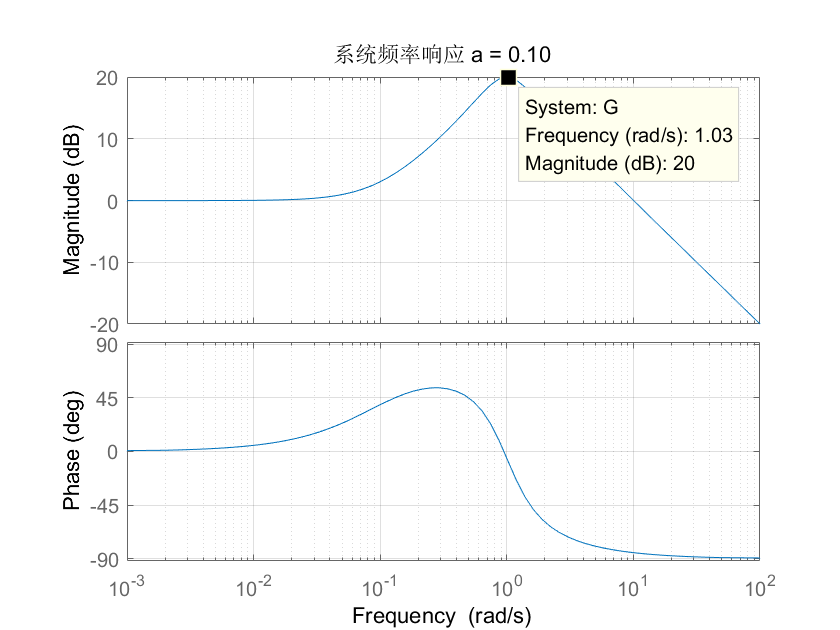 系统频率响应 a = 0.10
20
10
0
-10
-20
Magnitude (dB)
System: G
Frequency (rad/s): 1.03
Magnitude (dB): 20
90
45
0
-45
-90
Phase (deg)
10^-3
10^-2
10^-1
10^0
10^1
10^2
Frequency (rad/s)